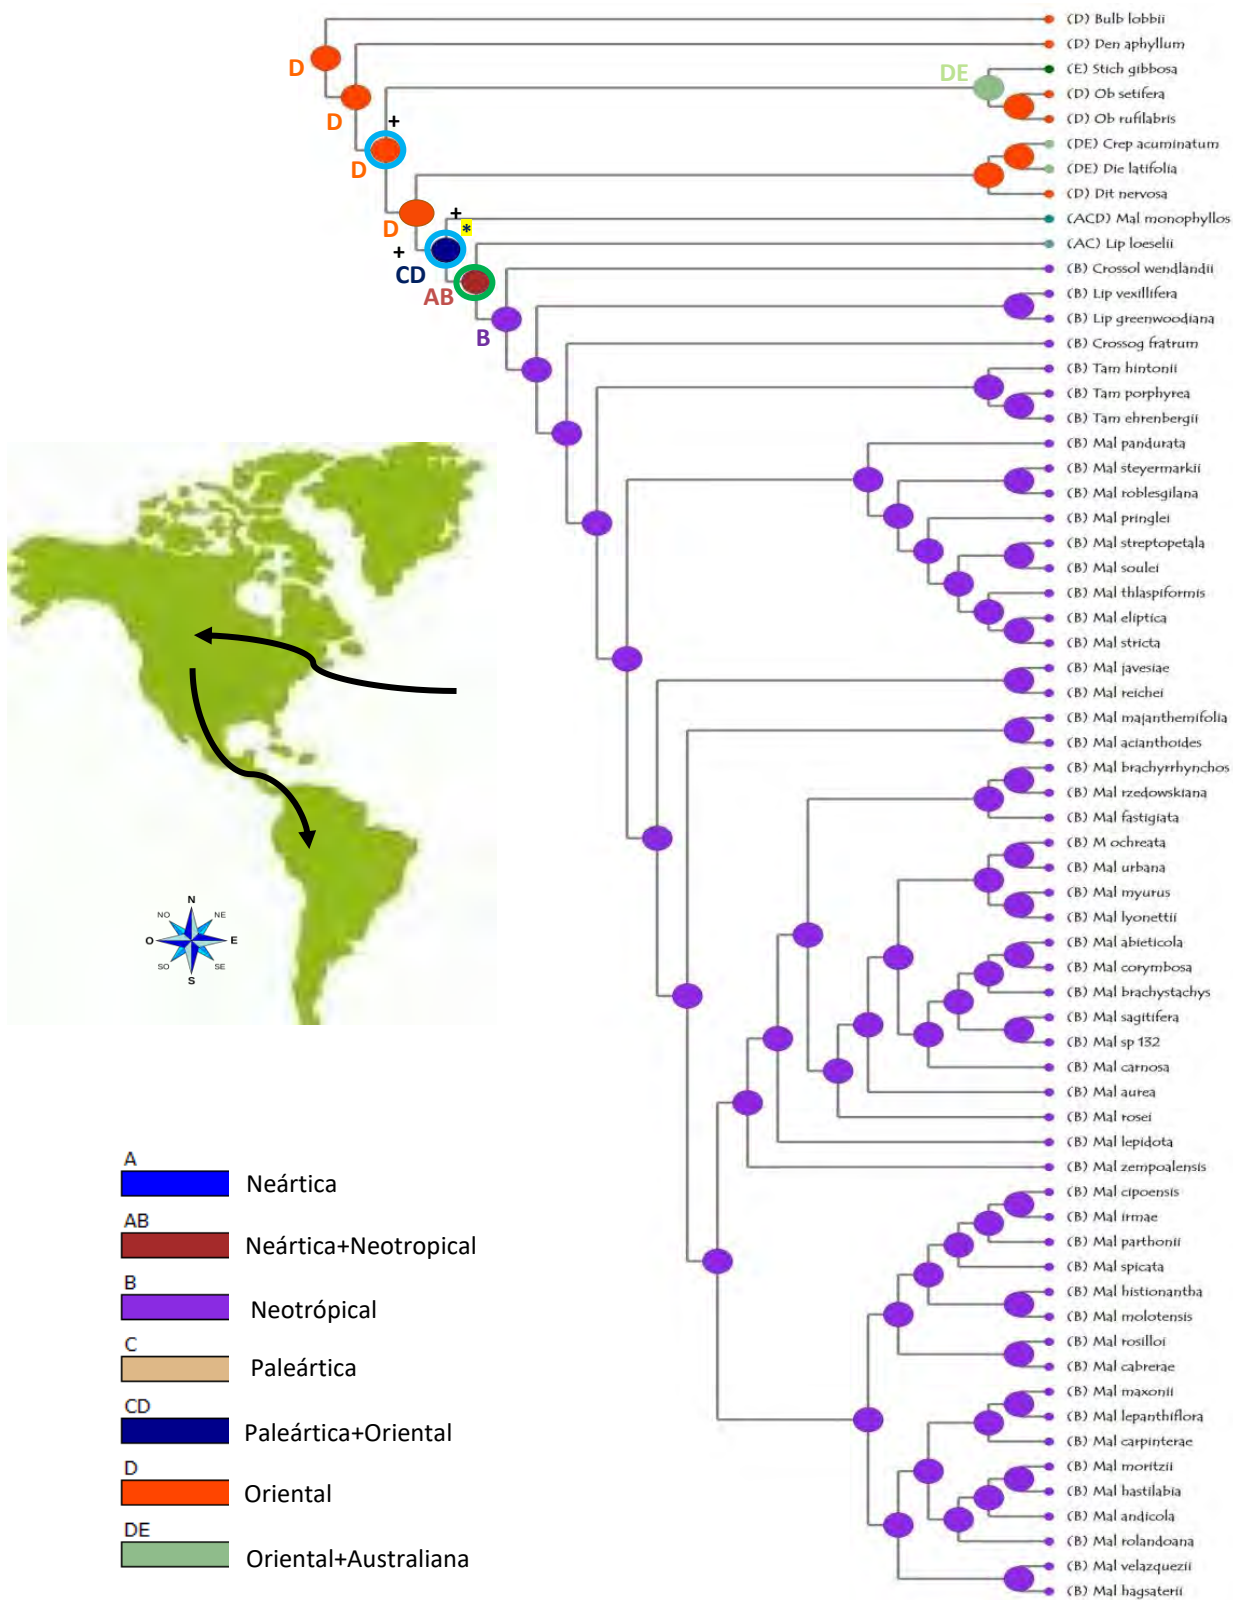 (D) Bulb lobbii
(D) Den aphyllum
(E) Stich gibbosa
(D) Ob setifera
(D) Ob rufilabris
(DE) Crep acuminatum
(DE) Die latifolia
(D) Dit nervosa
(ACD) Mal monophyllos
(AC) Lip loeselii
(B) Crossol wendlandii
(B) Lip vexillifera
(B) Lip greenwoodiana
(B) Crossog fratrum
(B) Tam hintonii
(B) Tam porphyrea
(B) Tam ehrenbergii
(B) Mal pandurata
(B) Mal steyermarkii
(B) Mal roblesgilana
(B) Mal pringlei
(B) Mal streptopetala
(B) Mal soulei
(B) Mal thlaspiformis
(B) Mal eliptica
(B) Mal stricta
(B) Mal javesiae
(B) Mal reichei
(B) Mal majanthemifolia
(B) Mal acianthoides
(B) Mal brachyrrhynchos
(B) Mal rzedowskiana
(B) Mal fastigiata
(B) M ochreata
(B) Mal urbana
(B) Mal myurus
(B) Mal lyonettii
(B) Mal abieticola
(B) Mal corymbosa
(B) Mal brachystachys
(B) Mal sagitifera
(B) Mal sp 132
(B) Mal carnosa
(B) Mal aurea
(B) Mal rosei
(B) Mal lepidota
(B) Mal zempoalensis
(B) Mal cipoensis
(B) Mal irmae
(B) Mal parthonii
(B) Mal spicata
(B) Mal histionantha
(B) Mal molotensis
(B) Mal rosilloi
(B) Mal cabrerae
(B) Mal maxonii
(B) Mal lepanthiflora
(B) Mal carpinterae
(B) Mal moritzii
(B) Mal hastilabia
(B) Mal andicola
(B) Mal rolandoana
(B) Mal velazquezii
(B) Mal hagsaterii
D
D
DE
+
D
+
*
D
+
CD
AB
B
N
NO
NE
O
E
SO
SE
S
A
Neártica
AB
Neártica+Neotropical
B
Neotrópical
C
Paleártica
CD
Paleártica+Oriental
D
Oriental
DE
Oriental+Australiana